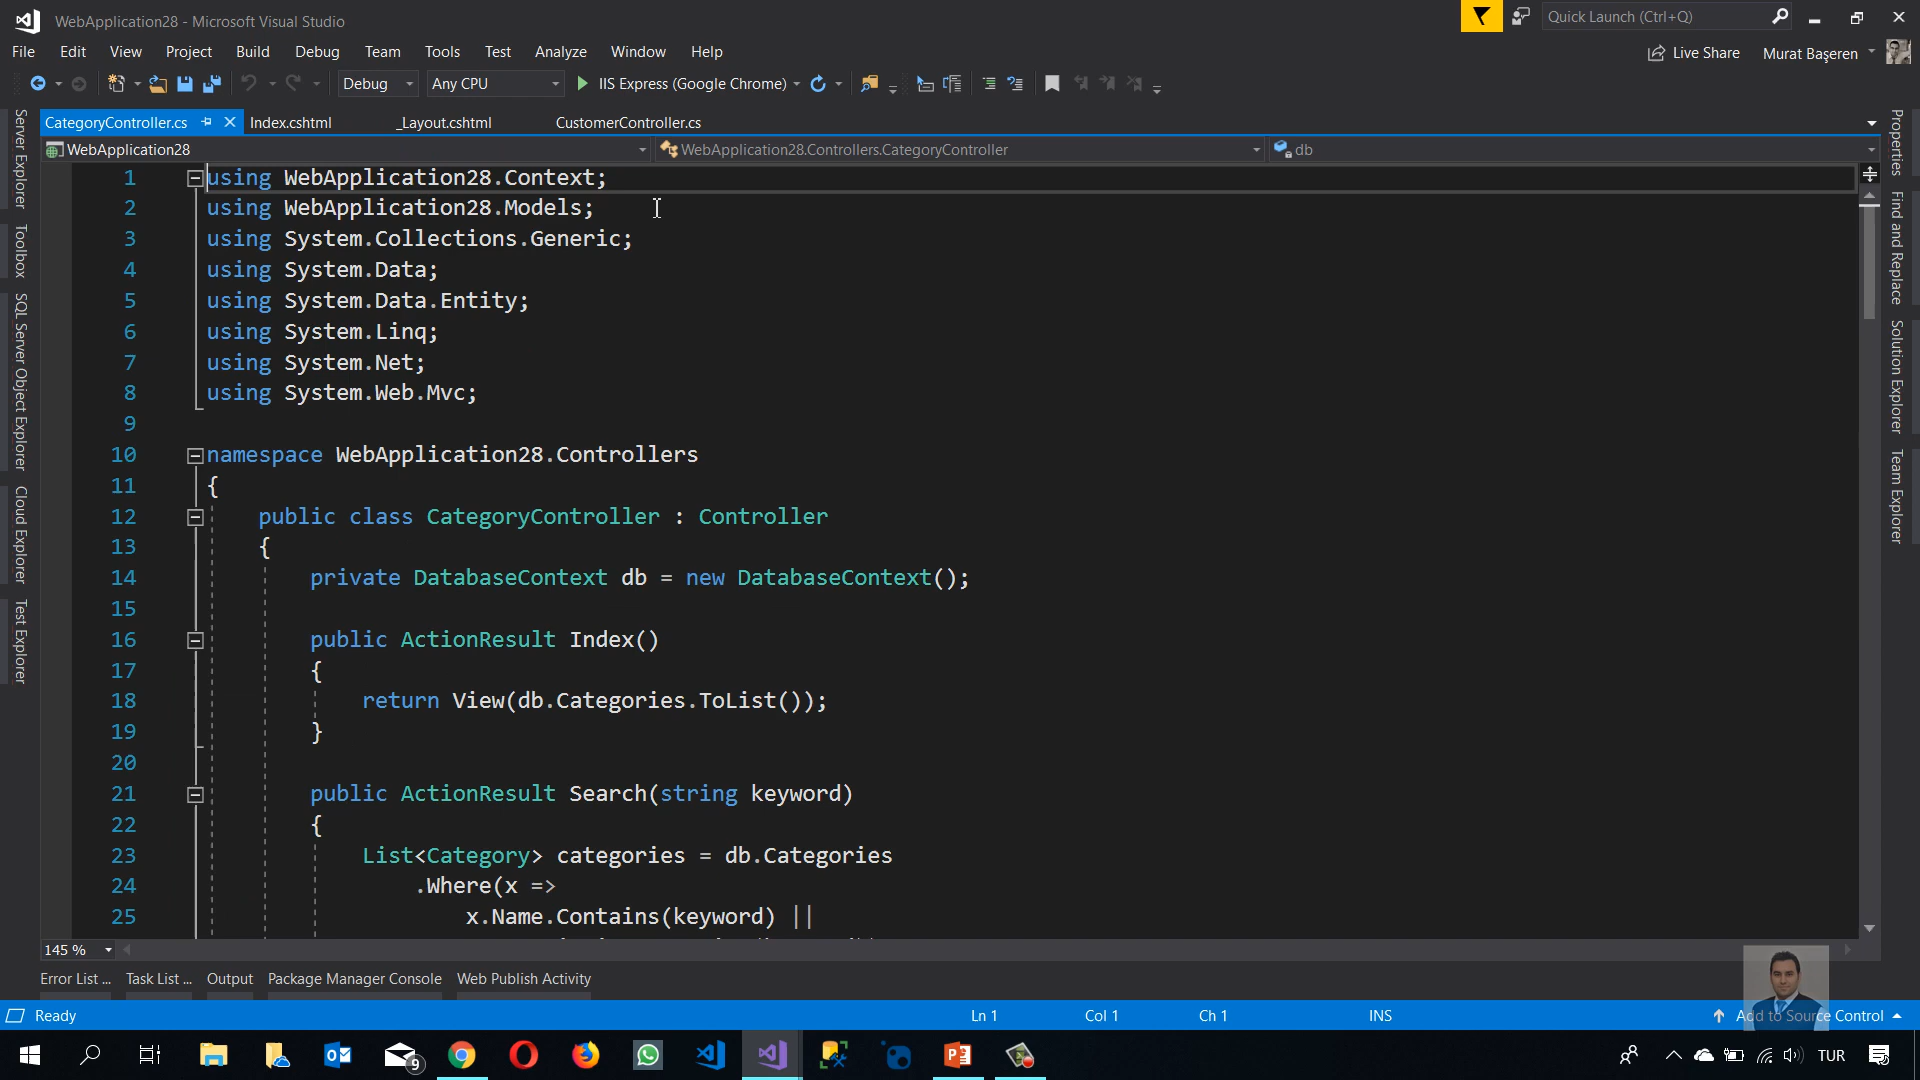 WebApplication28 - Microsoft Visual Studio
Quick Launch (Ctrl+Q)
File Edit View Project Build Debug Team Tools Test Analyze Window Help
Live Share Murat Başeren
Debug Any CPU IIS Express (Google Chrome)
CategoryController.cs Index.cshtml _Layout.cshtml CustomerController.cs
WebApplication28 WebApplication28.Controllers.CategoryController db
1 using WebApplication28.Context;
2 using WebApplication28.Models;
3 using System.Collections.Generic;
4 using System.Data;
5 using System.Data.Entity;
6 using System.Linq;
7 using System.Net;
8 using System.Web.Mvc;
9
10 namespace WebApplication28.Controllers
11 {
12 public class CategoryController : Controller
13 {
14 private DatabaseContext db = new DatabaseContext();
15
16 public ActionResult Index()
17 {
18 return View(db.Categories.ToList());
19 }
20
21 public ActionResult Search(string keyword)
22 {
23 List<Category> categories = db.Categories
24 .Where(x =>
25 x.Name.Contains(keyword) ||
Server Explorer
Toolbox
SQL Server Object Explorer
Cloud Explorer
Test Explorer
Properties
Find and Replace
Solution Explorer
Team Explorer
145 %
Error List ... Task List ... Output Package Manager Console Web Publish Activity
Ready Ln 1 Col 1 Ch 1 INS Add to Source Control
9
TUR